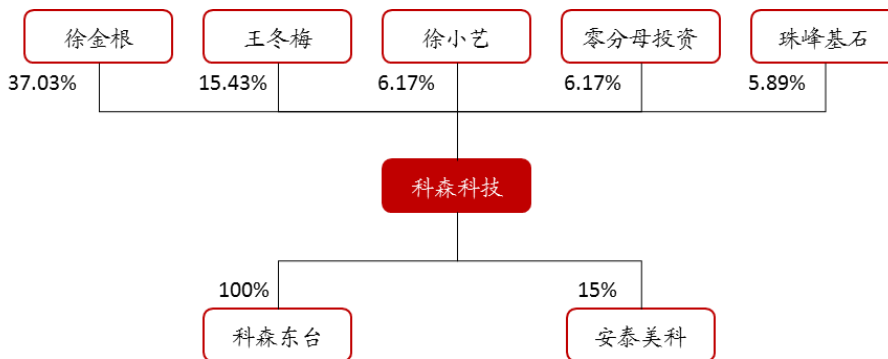 徐金根 王冬梅 徐小艺 零分母投资 珠峰基石
37.03% 15.43% 6.17% 6.17% 5.89%
科森科技
100% 15%
科森东台 安泰美科